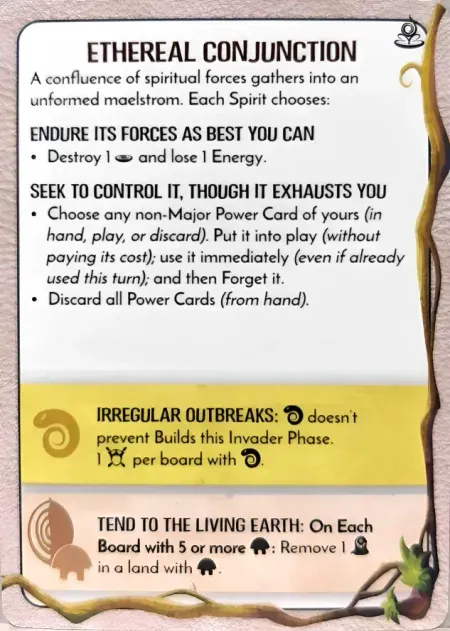 ETHEREAL CONJUNCTION
A confluence of spiritual forces gathers into an
unformed maelstrom. Each Spirit chooses:
ENDURE ITS FORCES AS BEST YOU CAN
• Destroy 1 and lose 1 Energy.
SEEK TO CONTROL IT, THOUGH IT EXHAUSTS YOU
• Choose any non-Major Power Card of yours (in
hand, play, or discard). Put it into play (without
paying its cost); use it immediately (even if already
used this turn); and then Forget it.
• Discard all Power Cards (from hand).
IRREGULAR OUTBREAKS: doesn't
prevent Builds this Invader Phase.
1 per board with .
TEND TO THE LIVING EARTH: On Each
Board with 5 or more : Remove 1
in a land with .